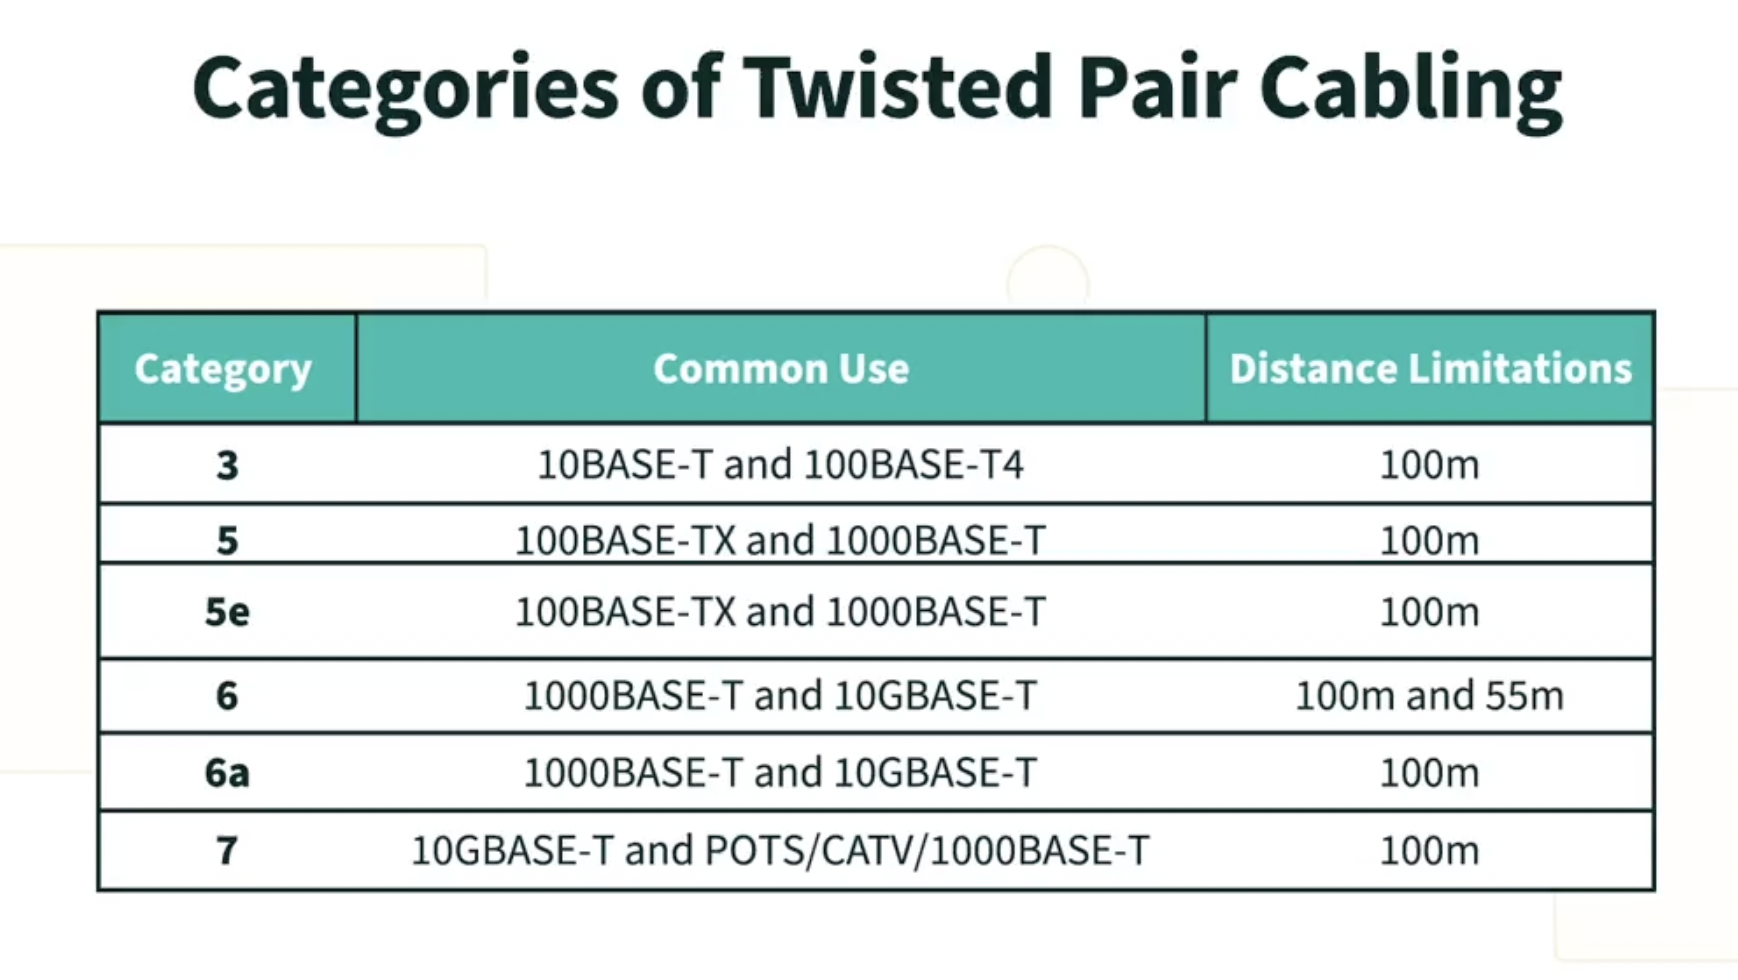 Categories of Twisted Pair Cabling
Category Common Use Distance Limitations
3 10BASE-T and 100BASE-T4 100m
5 100BASE-TX and 1000BASE-T 100m
5e 100BASE-TX and 1000BASE-T 100m
6 1000BASE-T and 10GBASE-T 100m and 55m
6a 1000BASE-T and 10GBASE-T 100m
7 10GBASE-T and POTS/CATV/1000BASE-T 100m